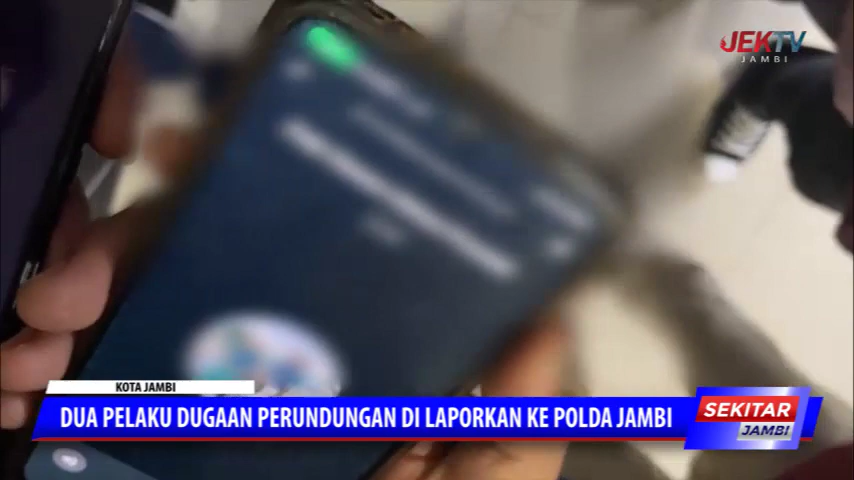 JEKTV
JAMBI
KOTA JAMBI
DUA PELAKU DUGAAN PERUNDUNGAN DI LAPORKAN KE POLDA JAMBI
SEKITAR
JAMBI